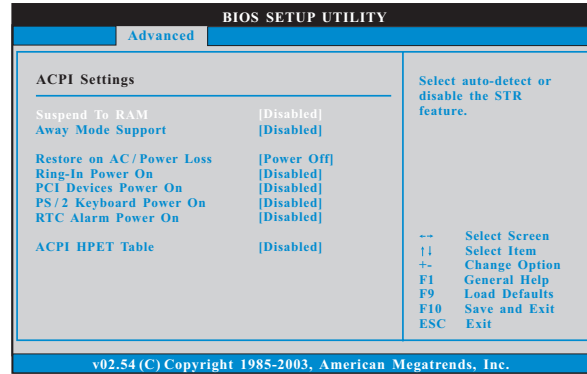 BIOS SETUP UTILITY
Advanced
ACPI Settings
Suspend To RAM [Disabled]
Away Mode Support [Disabled]
Restore on AC / Power Loss [Power Off]
Ring-In Power On [Disabled]
PCI Devices Power On [Disabled]
PS / 2 Keyboard Power On [Disabled]
RTC Alarm Power On [Disabled]
ACPI HPET Table [Disabled]
Select auto-detect or
disable the STR
feature.
←→ Select Screen
↑↓ Select Item
+- Change Option
F1 General Help
F9 Load Defaults
F10 Save and Exit
ESC Exit
v02.54 (C) Copyright 1985-2003, American Megatrends, Inc.